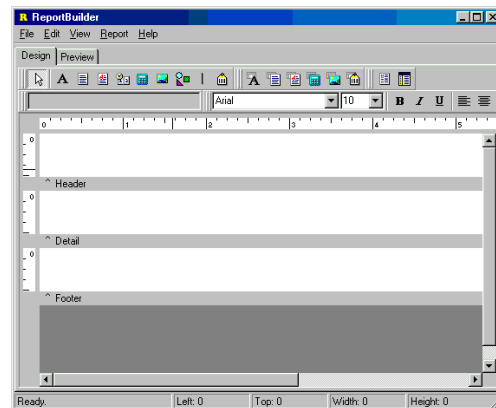 R ReportBuilder
File Edit View Report Help
Design Preview
A A
Arial 10 B I U
0 1 2 3 4 5
0
^ Header
0
^ Detail
0
^ Footer
Ready. Left: 0 Top: 0 Width: 0 Height: 0